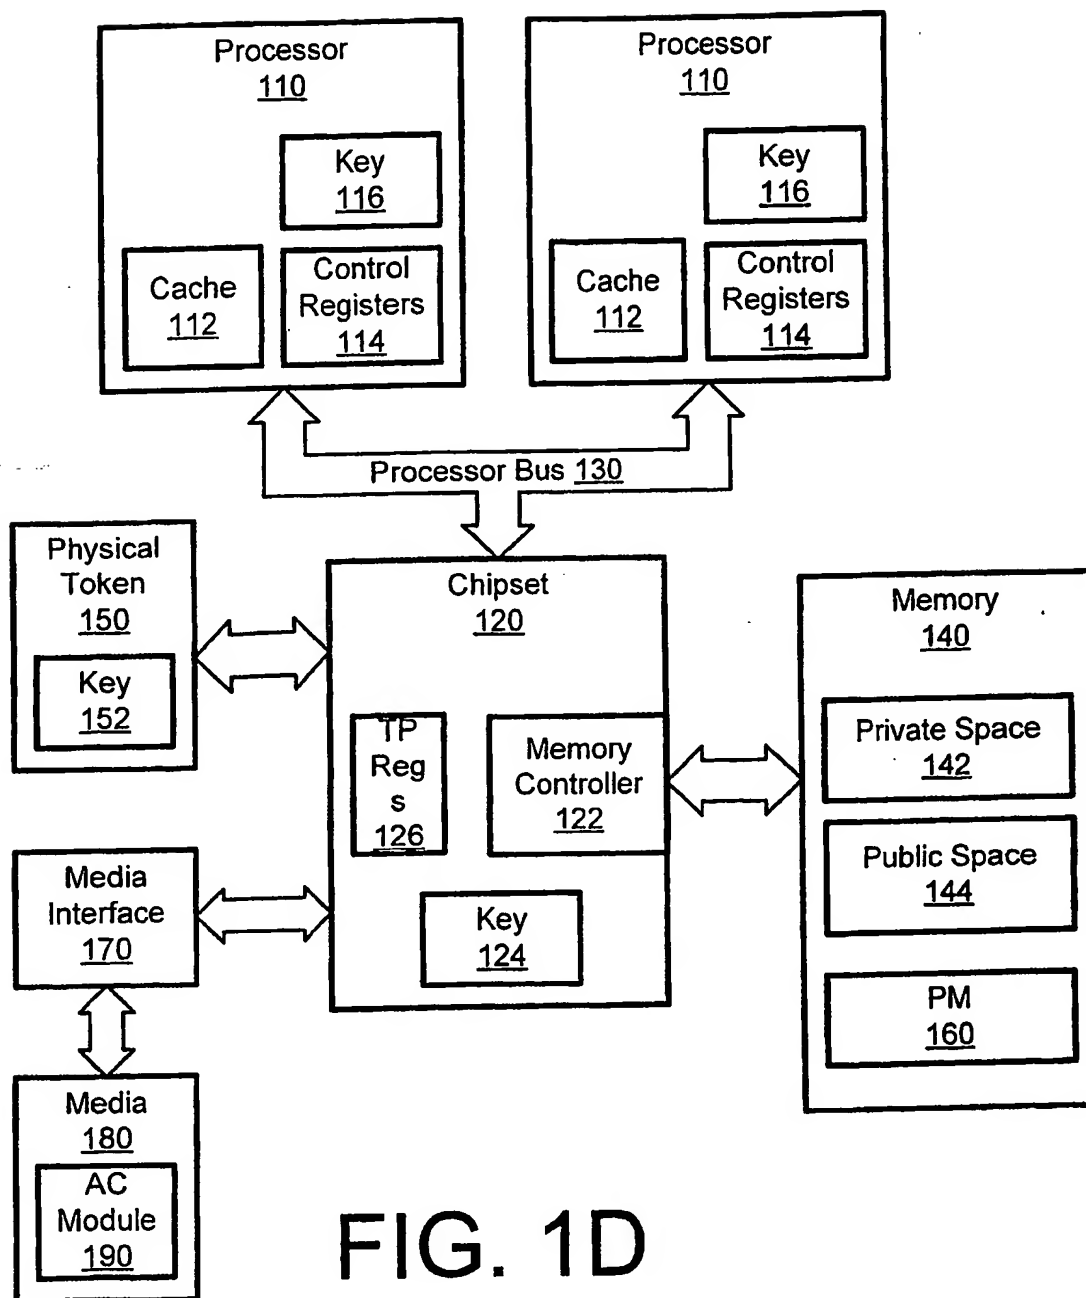 Processor
110
Key
116
Cache
112
Control
Registers
114
Processor
110
Key
116
Cache
112
Control
Registers
114
Processor Bus 130
Physical
Token
150
Key
152
Chipset
120
TP
Reg
s
126
Memory
Controller
122
Key
124
Memory
140
Private Space
142
Public Space
144
PM
160
Media
Interface
170
Media
180
AC
Module
190
FIG. 1D